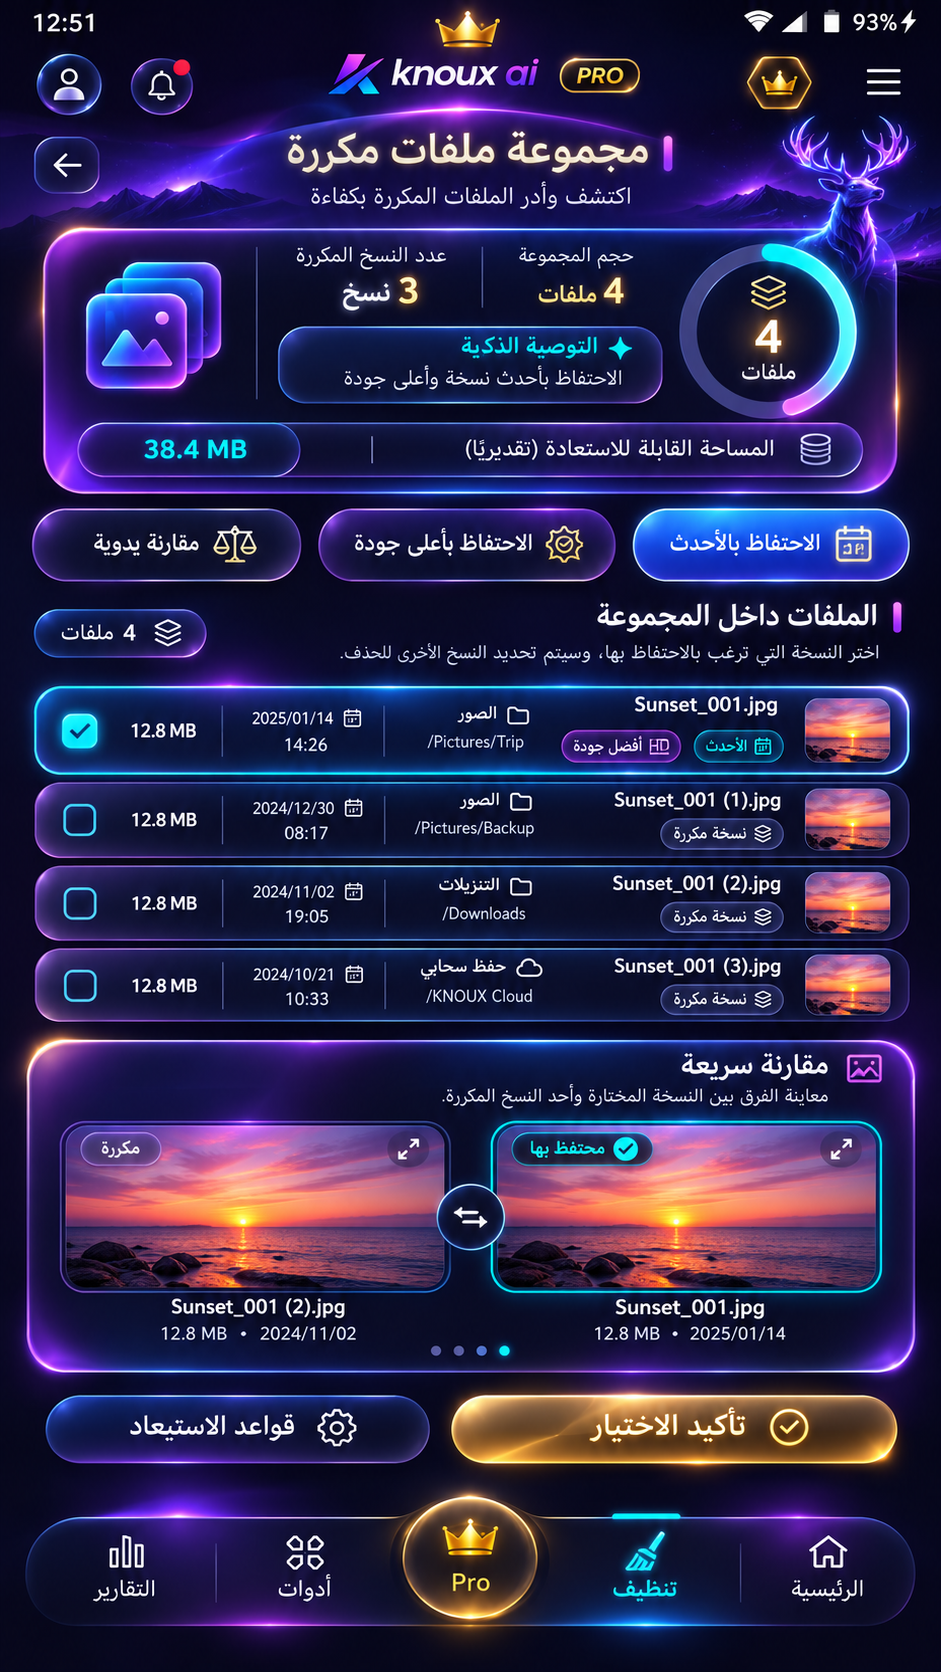 12:51
93%
knoux ai PRO
مجموعة ملفات مكررة
اكتشف وأدر الملفات المكررة بكفاءة
4
ملفات
حجم المجموعة
4 ملفات
عدد النسخ المكررة
3 نسخ
التوصية الذكية
الاحتفاظ بأحدث نسخة وأعلى جودة
المساحة القابلة للاستعادة (تقديريًا)
38.4 MB
الاحتفاظ بالأحدث
الاحتفاظ بأعلى جودة
مقارنة يدوية
الملفات داخل المجموعة
4 ملفات
اختر النسخة التي ترغب بالاحتفاظ بها، وسيتم تحديد النسخ الأخرى للحذف.
Sunset_001.jpg
الأحدث
HD أفضل جودة
الصور
/Pictures/Trip
2025/01/14
14:26
12.8 MB
Sunset_001 (1).jpg
نسخة مكررة
الصور
/Pictures/Backup
2024/12/30
08:17
12.8 MB
Sunset_001 (2).jpg
نسخة مكررة
التنزيلات
/Downloads
2024/11/02
19:05
12.8 MB
Sunset_001 (3).jpg
نسخة مكررة
حفظ سحابي
/KNOUX Cloud
2024/10/21
10:33
12.8 MB
مقارنة سريعة
معاينة الفرق بين النسخة المختارة وأحد النسخ المكررة.
محتفظ بها
Sunset_001.jpg
12.8 MB • 2025/01/14
مكررة
Sunset_001 (2).jpg
12.8 MB • 2024/11/02
تأكيد الاختيار
قواعد الاستيعاد
الرئيسية
تنظيف
Pro
أدوات
التقارير